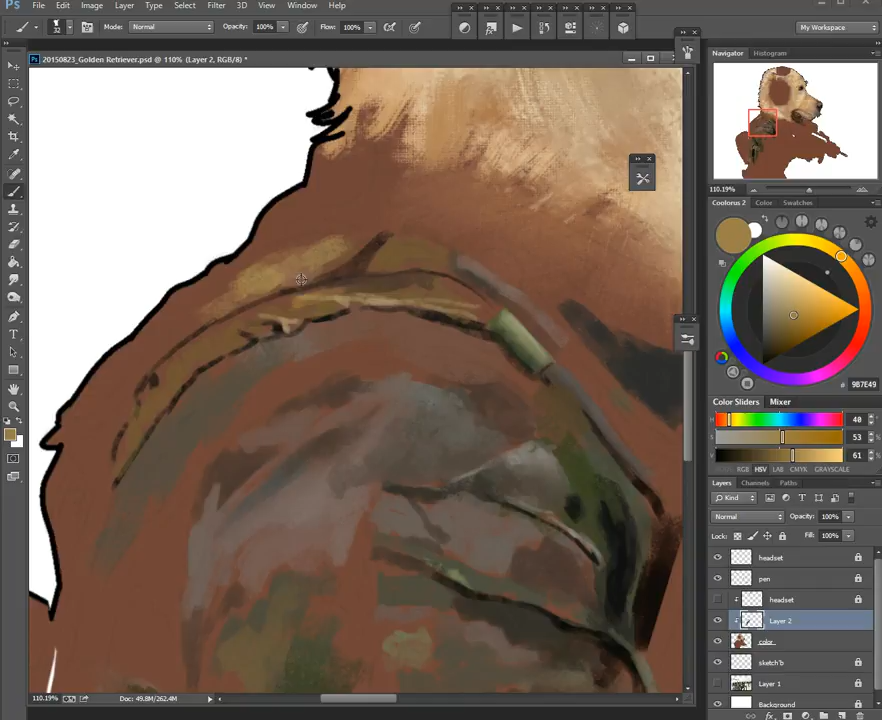 Ps File Edit Image Layer Type Select Filter 3D View Window Help
32 Mode: Normal Opacity: 100% Flow: 100% My Workspace
20150823_Golden Retriever.psd @ 110% (Layer 2, RGB/8) *
Navigator Histogram
110.19%
Coolorus 2 Color Swatches
# 9B7E49
Color Sliders Mixer
H 40 °
S 53 %
V 61 %
RGB HSV LAB CMYK GRAYSCALE
Layers Channels Paths
Kind
Normal Opacity: 100%
Lock: Fill: 100%
headset
pen
headset
Layer 2
color
sketch'b
Layer 1
Background
110.19% Doc: 49.8M/262.4M